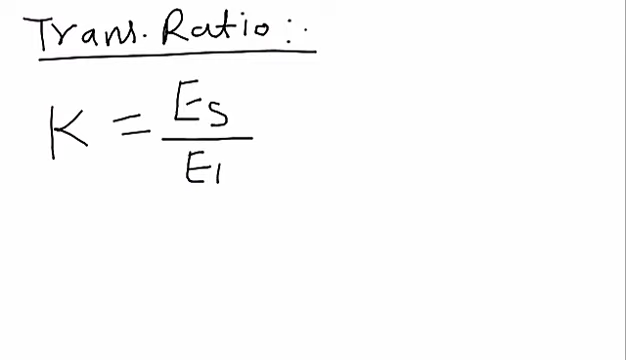 Trans. Ratio :-
K = Es / E1